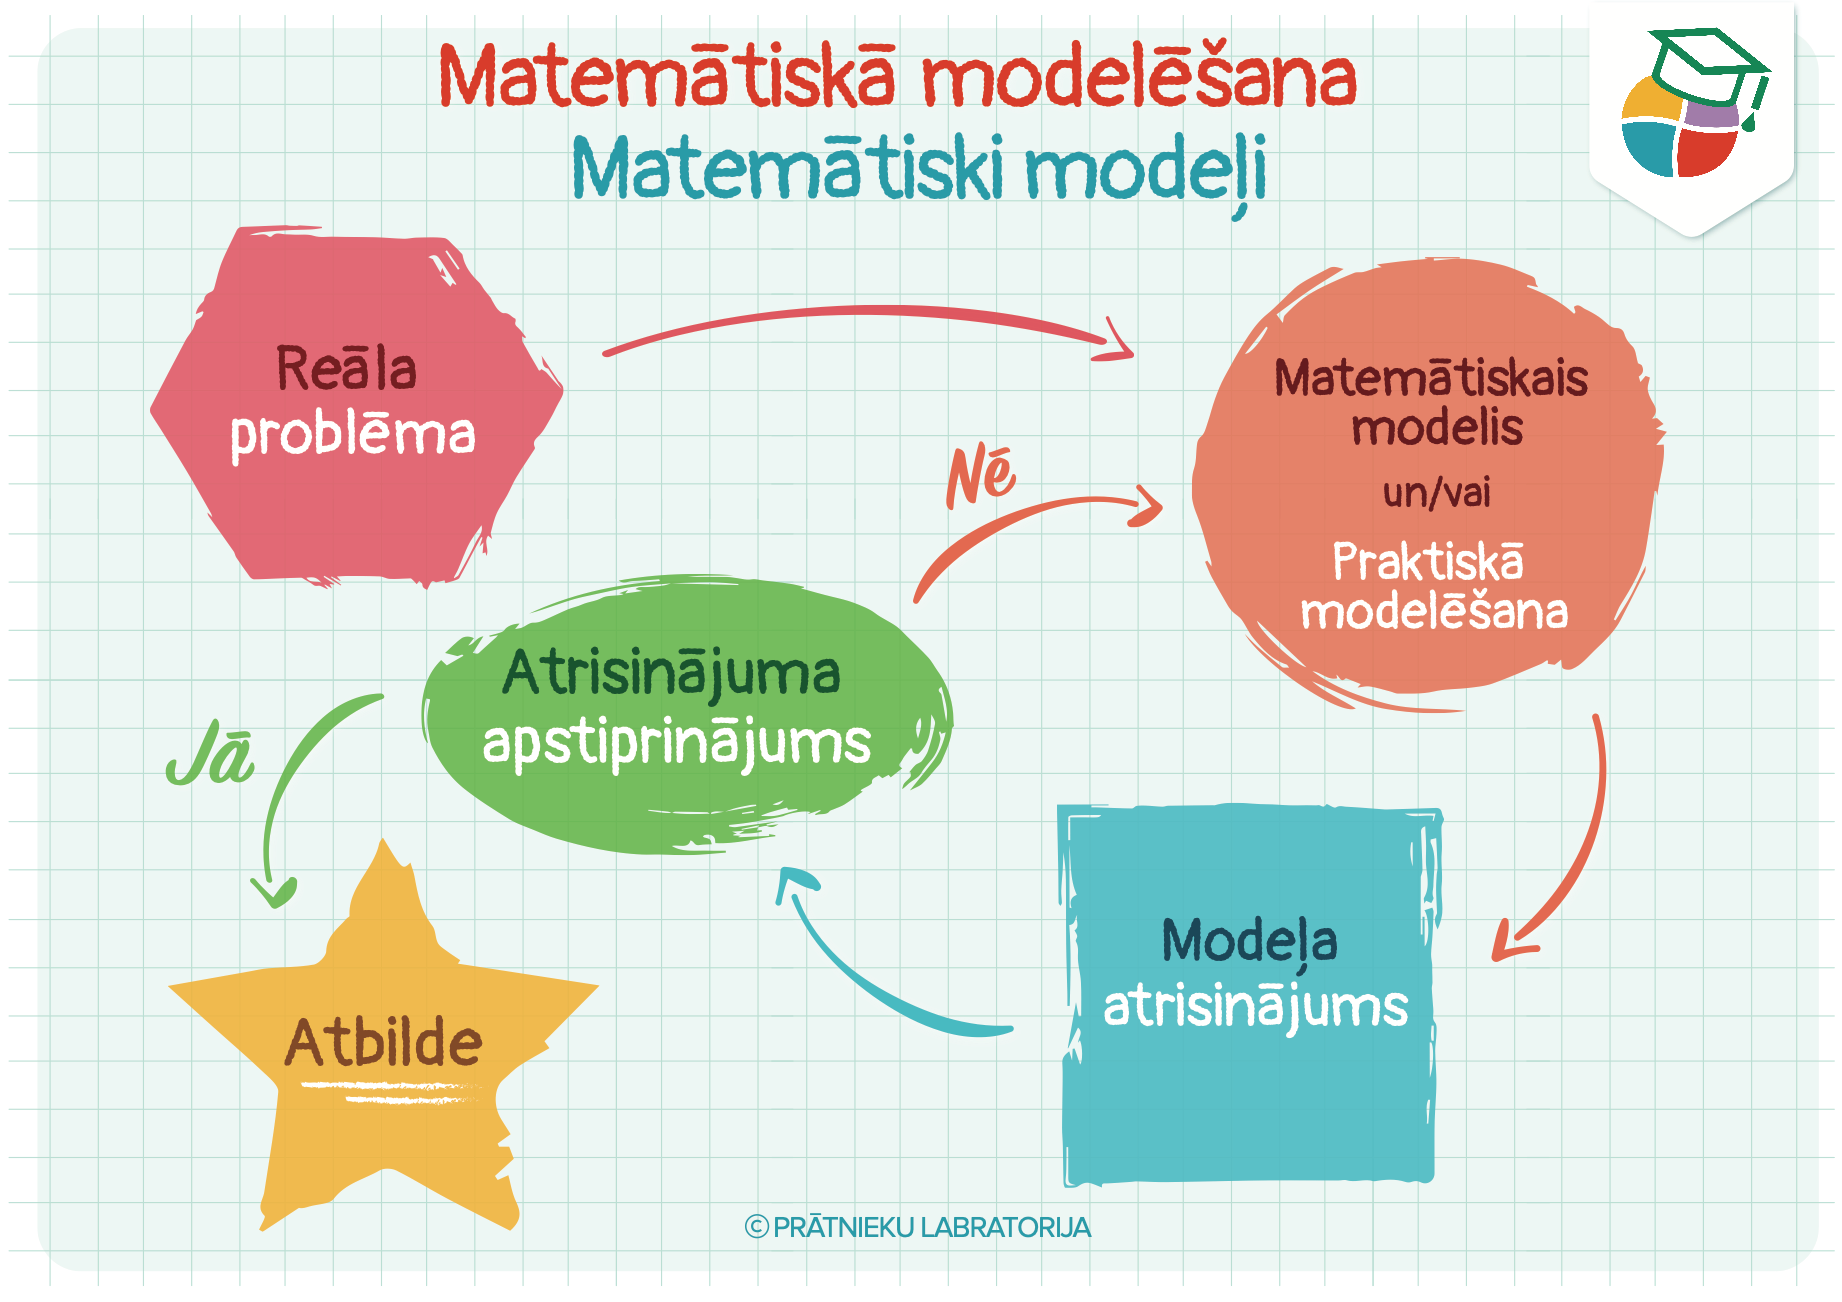 Matemātiskā modelēšana
Matemātiski modeļi
Reāla
problēma
Matemātiskais
modelis
un/vai
Praktiskā
modelēšana
Nē
Atrisinājuma
apstiprinājums
Jā
Modeļa
atrisinājums
Atbilde
© PRĀTNIEKU LABRATORIJA